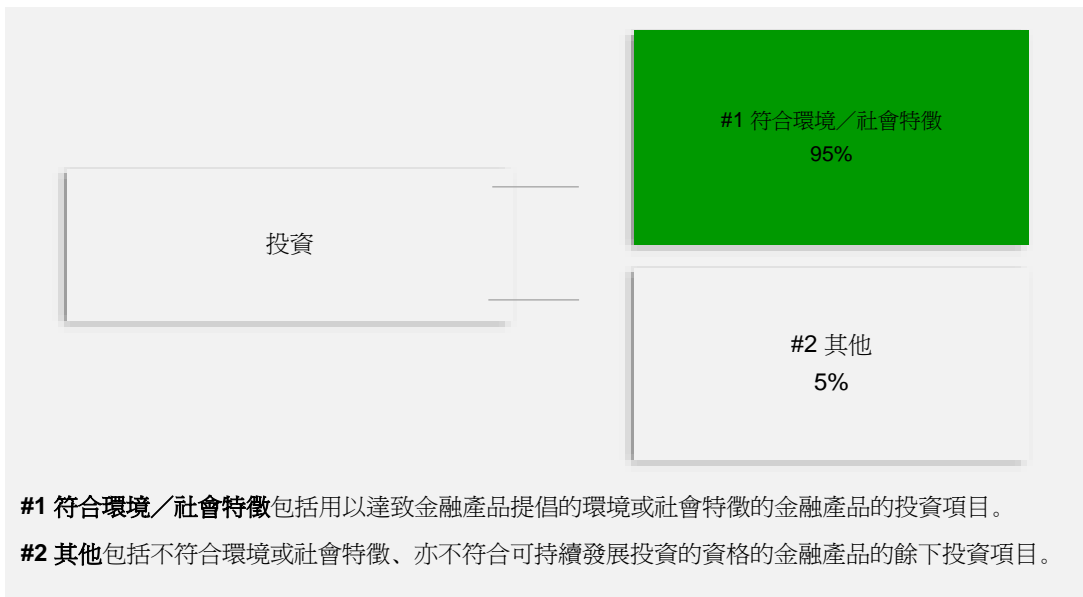 #1 符合環境／社會特徵
95%
投資
#2 其他
5%
#1 符合環境／社會特徵包括用以達致金融產品提倡的環境或社會特徵的金融產品的投資項目。
#2 其他包括不符合環境或社會特徵、亦不符合可持續發展投資的資格的金融產品的餘下投資項目。